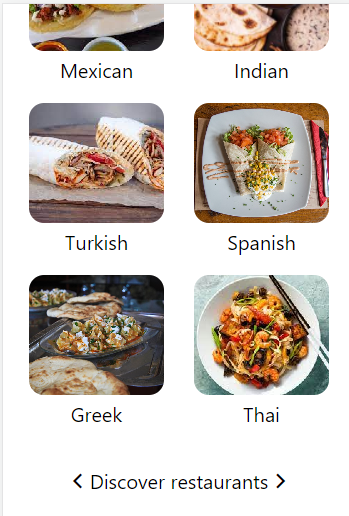 Mexican
Indian
Turkish
Spanish
Greek
Thai
Discover restaurants